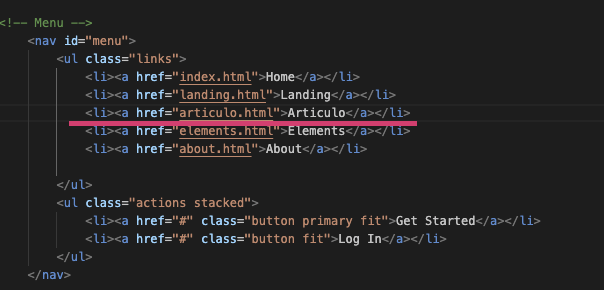 <!-- Menu -->
<nav id="menu">
<ul class="links">
<li><a href="index.html">Home</a></li>
<li><a href="landing.html">Landing</a></li>
<li><a href="articulo.html">Articulo</a></li>
<li><a href="elements.html">Elements</a></li>
<li><a href="about.html">About</a></li>
</ul>
<ul class="actions stacked">
<li><a href="#" class="button primary fit">Get Started</a></li>
<li><a href="#" class="button fit">Log In</a></li>
</ul>
</nav>